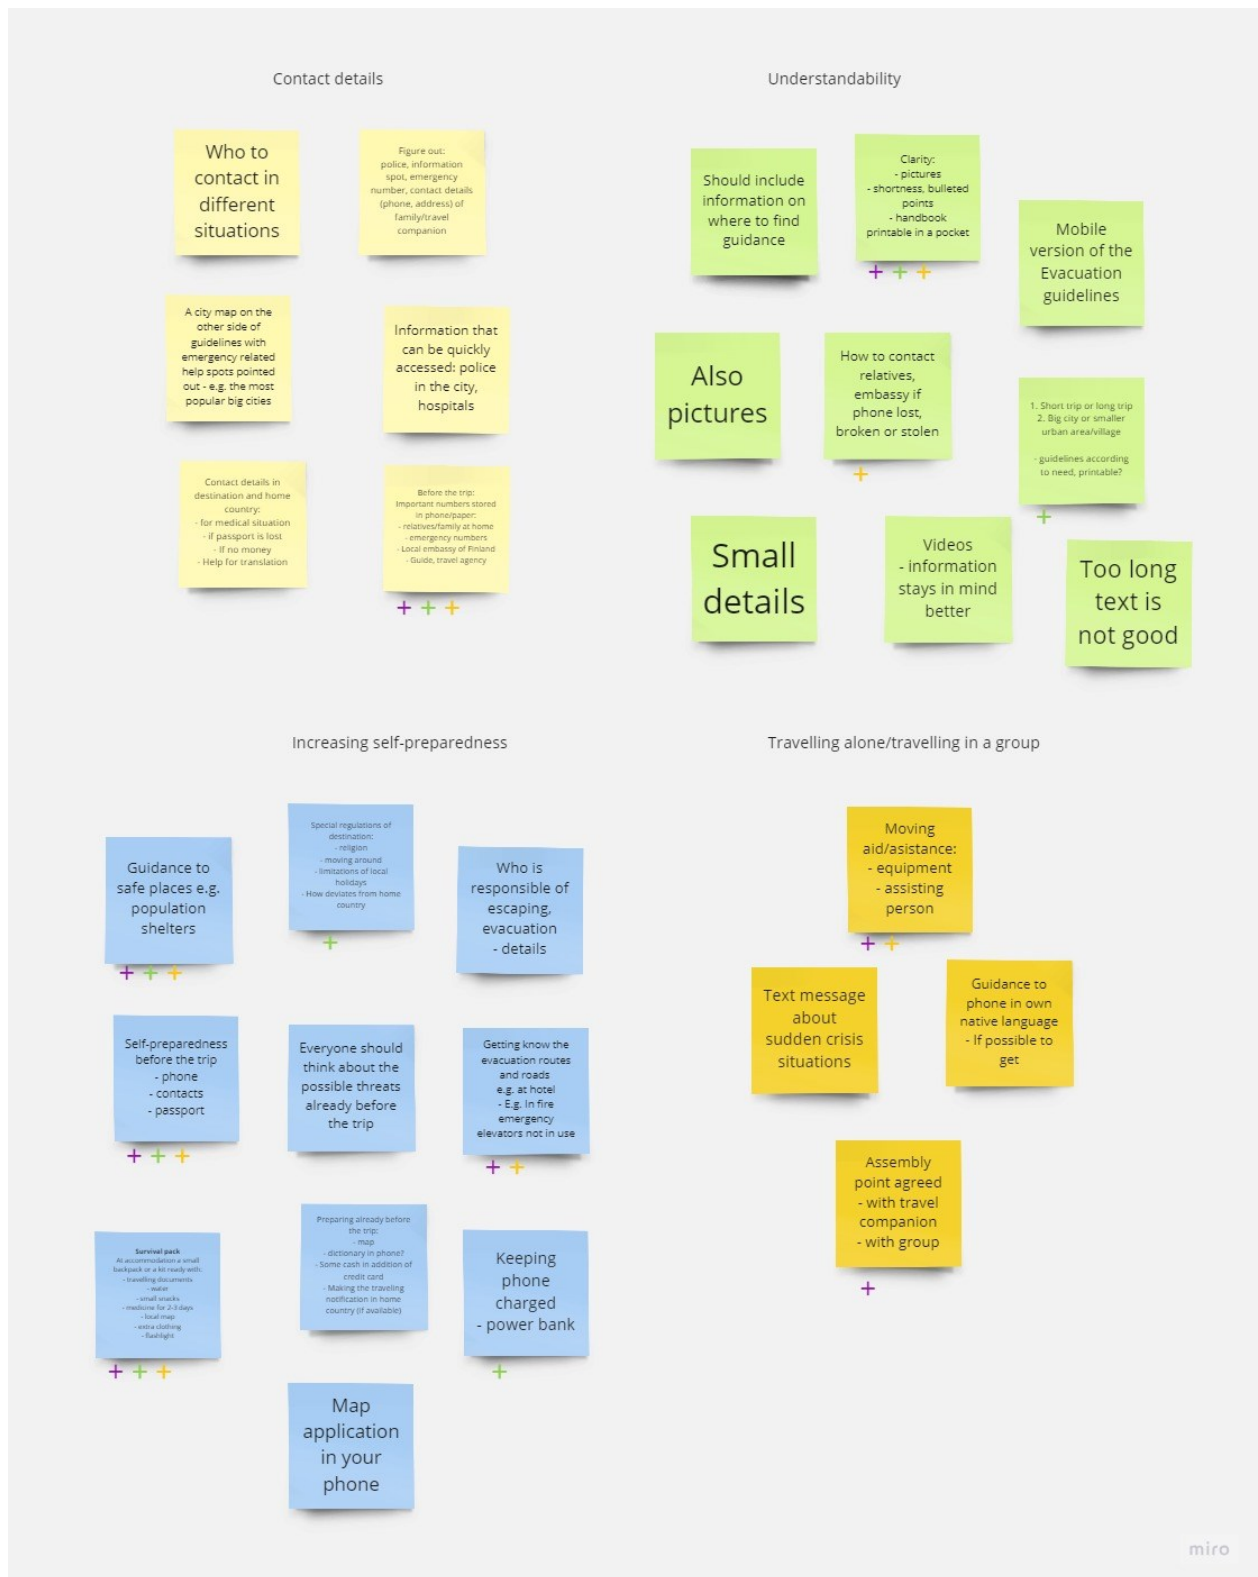 Contact details
Who to
contact in
different
situations
Figure out:
police, information
spot, emergency
number, contact details
(phone, address) of
family/travel
companion
A city map on the
other side of
guidelines with
emergency related
help spots pointed
out - e.g. the most
popular big cities
Information that
can be quickly
accessed: police
in the city,
hospitals
Contact details in
destination and home
country:
- for medical situation
- if passport is lost
- If no money
- Help for translation
Before the trip:
Important numbers stored
in phone/paper:
- relatives/family at home
- emergency numbers
- Local embassy of Finland
- Guide, travel agency
+ + +
Understandability
Should include
information on
where to find
guidance
Clarity:
- pictures
- shortness, bulleted
points
- handbook
printable in a pocket
+ + +
Mobile
version of the
Evacuation
guidelines
Also
pictures
How to contact
relatives,
embassy if
phone lost,
broken or stolen
+
1. Short trip or long trip
2. Big city or smaller
urban area/village
- guidelines according
to need, printable?
+
Small
details
Videos
- information
stays in mind
better
Too long
text is
not good
Increasing self-preparedness
Guidance to
safe places e.g.
population
shelters
+ + +
Special regulations of
destination:
- religion
- moving around
- limitations of local
holidays
- How deviates from home
country
+
Who is
responsible of
escaping,
evacuation
- details
Self-preparedness
before the trip
- phone
- contacts
- passport
+ + +
Everyone should
think about the
possible threats
already before
the trip
Getting know the
evacuation routes
and roads
e.g. at hotel
- E.g. In fire
emergency
elevators not in use
+ +
Survival pack
At accommodation a small
backpack or a kit ready with:
- travelling documents
- water
- small snacks
- medicine for 2-3 days
- local map
- extra clothing
- flashlight
+ + +
Preparing already before
the trip:
- map
- dictionary in phone?
- Some cash in addition of
credit card
- Making the traveling
notification in home
country (if available)
Keeping
phone
charged
- power bank
+
Map
application
in your
phone
Travelling alone/travelling in a group
Moving
aid/asistance:
- equipment
- assisting
person
+ +
Text message
about
sudden crisis
situations
Guidance to
phone in own
native language
- If possible to
get
Assembly
point agreed
- with travel
companion
- with group
+
miro